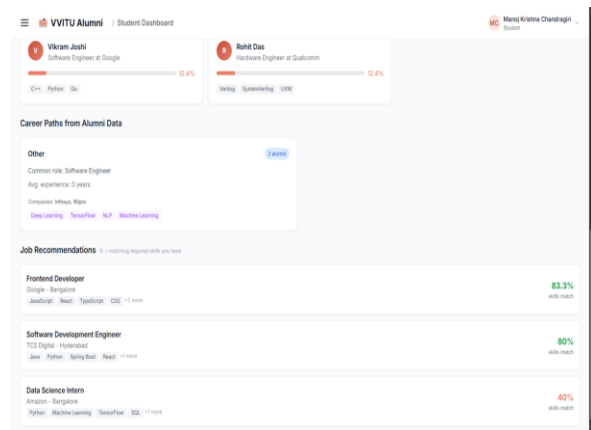 VVITU Alumni / Student Dashboard
MC Manoj Krishna Chandragiri
Student
V Vikram Joshi
Software Engineer at Google
12.4%
C++ Python Go
R Rohit Das
Hardware Engineer at Qualcomm
12.4%
Verilog SystemVerilog UVM
Career Paths from Alumni Data
Other
2 alumni
Common role: Software Engineer
Avg. experience: 0 years
Companies: Infosys, Wipro
Deep Learning TensorFlow NLP Machine Learning
Job Recommendations % = matching required skills you have
Frontend Developer
Google - Bangalore
JavaScript React TypeScript CSS +2 more
83.3%
skills match
Software Development Engineer
TCS Digital - Hyderabad
Java Python Spring Boot React +1 more
80%
skills match
Data Science Intern
Amazon - Bangalore
Python Machine Learning TensorFlow SQL +1 more
40%
skills match